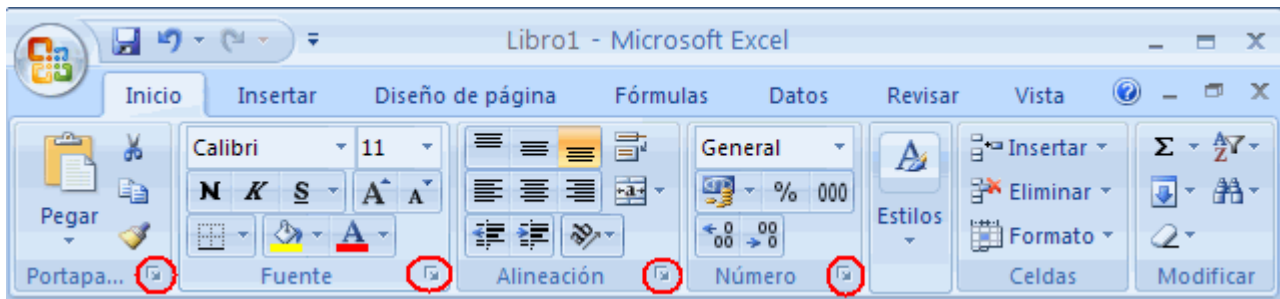 Libro1 - Microsoft Excel
Inicio Insertar Diseño de página Fórmulas Datos Revisar Vista
Calibri 11 General Insertar
N K S A A % 000 Eliminar
Pegar Estilos Formato
Portapa... Fuente Alineación Número Celdas Modificar